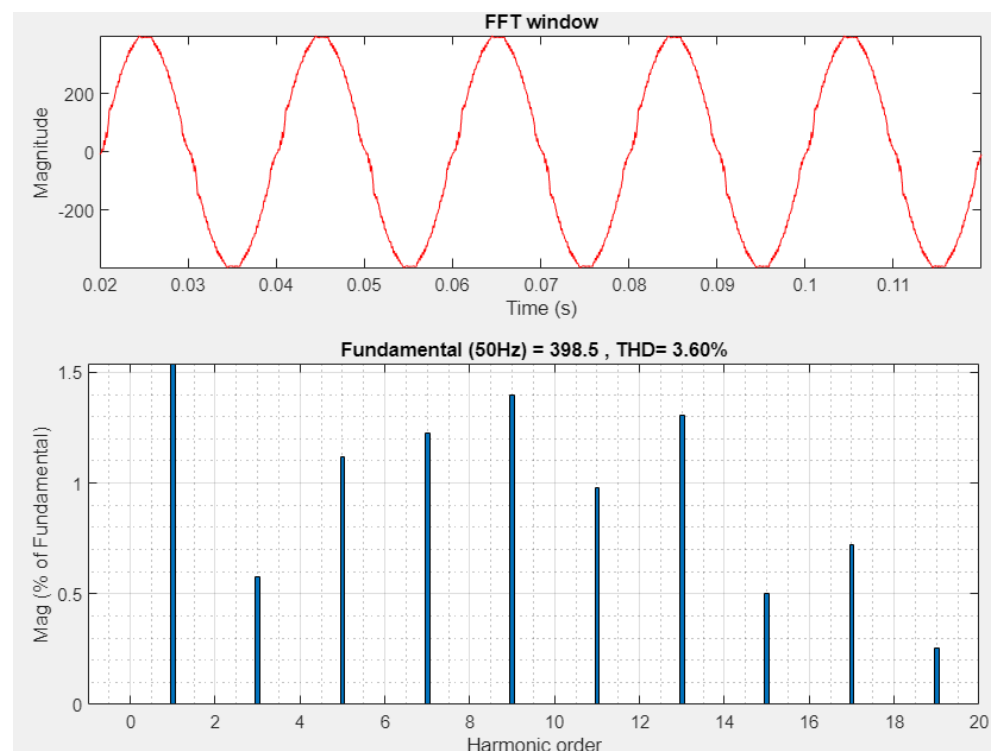 FFT window
200
0
-200
Magnitude
0.02 0.03 0.04 0.05 0.06 0.07 0.08 0.09 0.1 0.11
Time (s)
Fundamental (50Hz) = 398.5 , THD= 3.60%
1.5
1
0.5
0
Mag (% of Fundamental)
0 2 4 6 8 10 12 14 16 18 20
Harmonic order